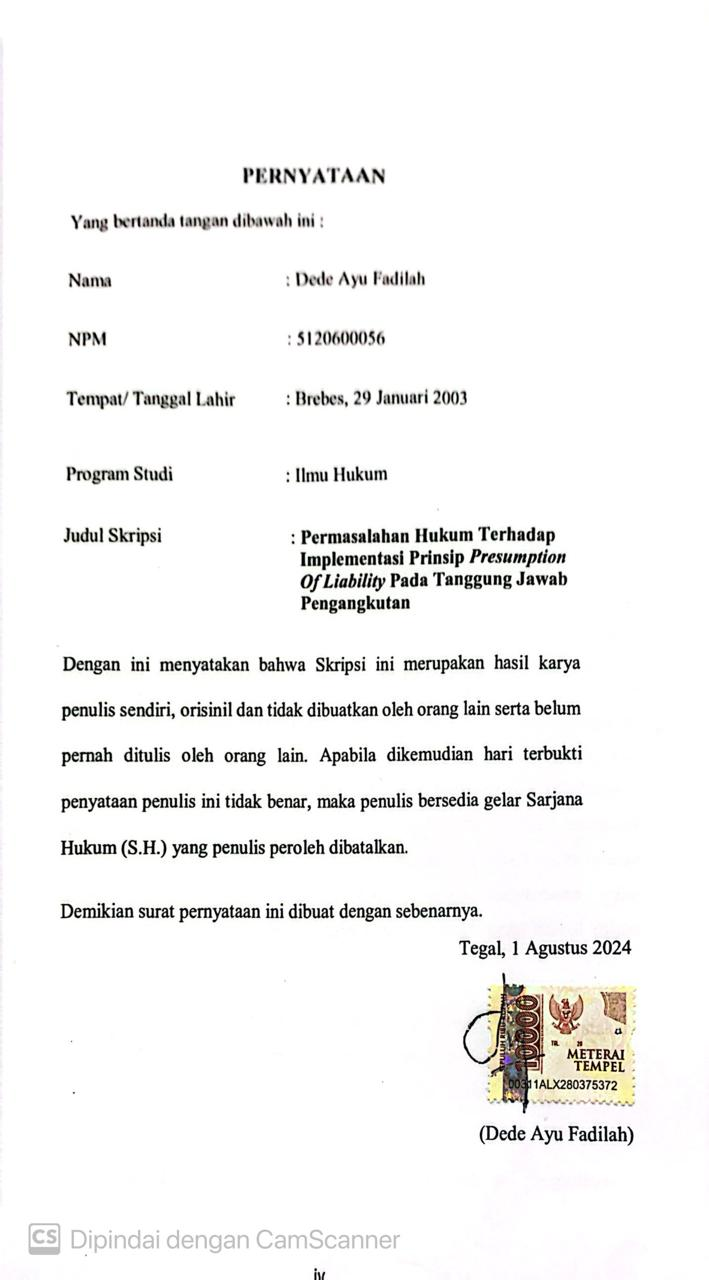 PERNYATAAN
Yang bertanda tangan dibawah ini :
Nama : Dede Ayu Fadilah
NPM : 5120600056
Tempat/ Tanggal Lahir : Brebes, 29 Januari 2003
Program Studi : Ilmu Hukum
Judul Skripsi : Permasalahan Hukum Terhadap
Implementasi Prinsip Presumption
Of Liability Pada Tanggung Jawab
Pengangkutan
Dengan ini menyatakan bahwa Skripsi ini merupakan hasil karya
penulis sendiri, orisinil dan tidak dibuatkan oleh orang lain serta belum
pernah ditulis oleh orang lain. Apabila dikemudian hari terbukti
penyataan penulis ini tidak benar, maka penulis bersedia gelar Sarjana
Hukum (S.H.) yang penulis peroleh dibatalkan.
Demikian surat pernyataan ini dibuat dengan sebenarnya.
Tegal, 1 Agustus 2024
10000
TGL. 20
METERAI
TEMPEL
00311ALX280375372
(Dede Ayu Fadilah)
CS Dipindai dengan CamScanner
iv